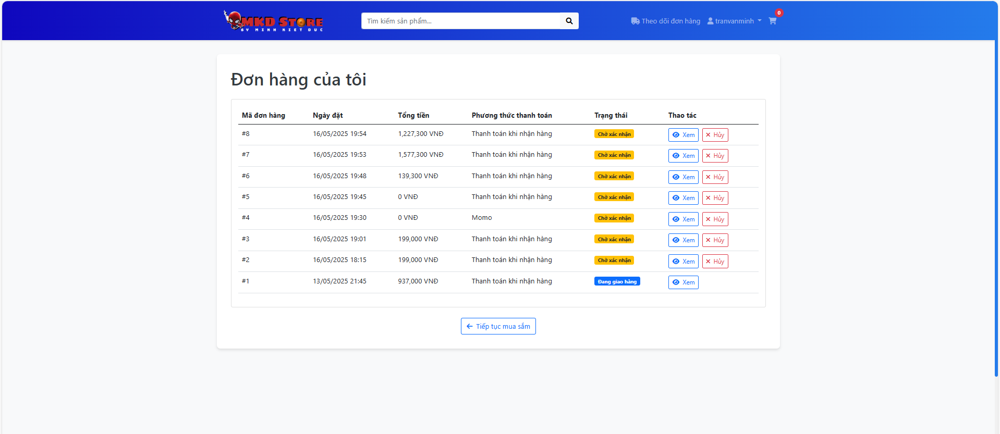 MKD STORE
BY MINH KIET DUC
Tìm kiếm sản phẩm...
Theo dõi đơn hàng
tranvanminh
0
Đơn hàng của tôi
Mã đơn hàng Ngày đặt Tổng tiền Phương thức thanh toán Trạng thái Thao tác
#8 16/05/2025 19:54 1,227,300 VNĐ Thanh toán khi nhận hàng Chờ xác nhận Xem Hủy
#7 16/05/2025 19:53 1,577,300 VNĐ Thanh toán khi nhận hàng Chờ xác nhận Xem Hủy
#6 16/05/2025 19:48 139,300 VNĐ Thanh toán khi nhận hàng Chờ xác nhận Xem Hủy
#5 16/05/2025 19:45 0 VNĐ Thanh toán khi nhận hàng Chờ xác nhận Xem Hủy
#4 16/05/2025 19:30 0 VNĐ Momo Chờ xác nhận Xem Hủy
#3 16/05/2025 19:01 199,000 VNĐ Thanh toán khi nhận hàng Chờ xác nhận Xem Hủy
#2 16/05/2025 18:15 199,000 VNĐ Thanh toán khi nhận hàng Chờ xác nhận Xem Hủy
#1 13/05/2025 21:45 937,000 VNĐ Thanh toán khi nhận hàng Đang giao hàng Xem
Tiếp tục mua sắm